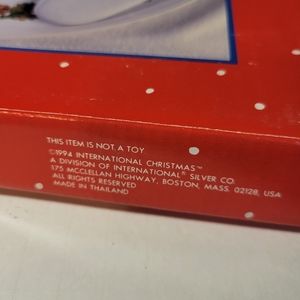 THIS ITEM IS NOT A TOY
©1994 INTERNATIONAL CHRISTMAS™
A DIVISION OF INTERNATIONAL® SILVER CO.
175 MCCLELLAN HIGHWAY, BOSTON, MASS. 02128, USA
ALL RIGHTS RESERVED
MADE IN THAILAND